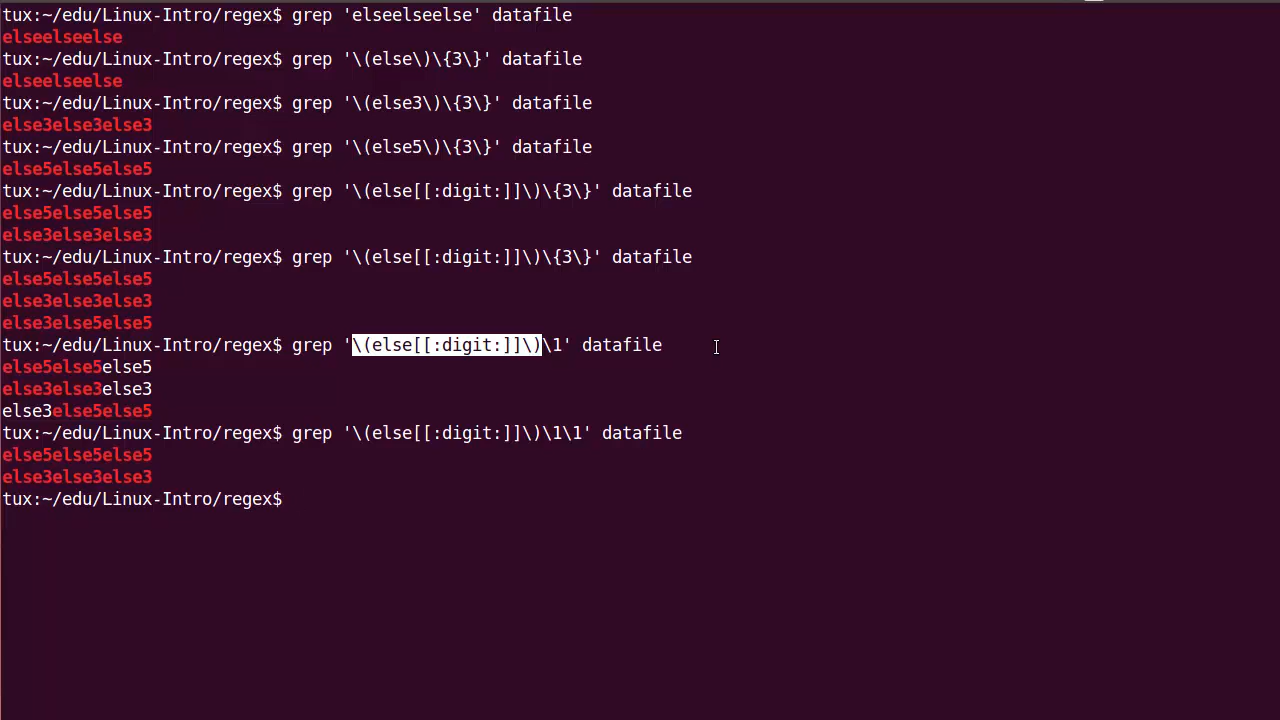 tux:~/edu/Linux-Intro/regex$ grep 'elseelseelse' datafile
elseelseelse
tux:~/edu/Linux-Intro/regex$ grep '\(else\)\{3\}' datafile
elseelseelse
tux:~/edu/Linux-Intro/regex$ grep '\(else3\)\{3\}' datafile
else3else3else3
tux:~/edu/Linux-Intro/regex$ grep '\(else5\)\{3\}' datafile
else5else5else5
tux:~/edu/Linux-Intro/regex$ grep '\(else[[:digit:]]\)\{3\}' datafile
else5else5else5
else3else3else3
tux:~/edu/Linux-Intro/regex$ grep '\(else[[:digit:]]\)\{3\}' datafile
else5else5else5
else3else3else3
else3else5else5
tux:~/edu/Linux-Intro/regex$ grep '\(else[[:digit:]]\)\1' datafile
else5else5else5
else3else3else3
else3else5else5
tux:~/edu/Linux-Intro/regex$ grep '\(else[[:digit:]]\)\1\1' datafile
else5else5else5
else3else3else3
tux:~/edu/Linux-Intro/regex$